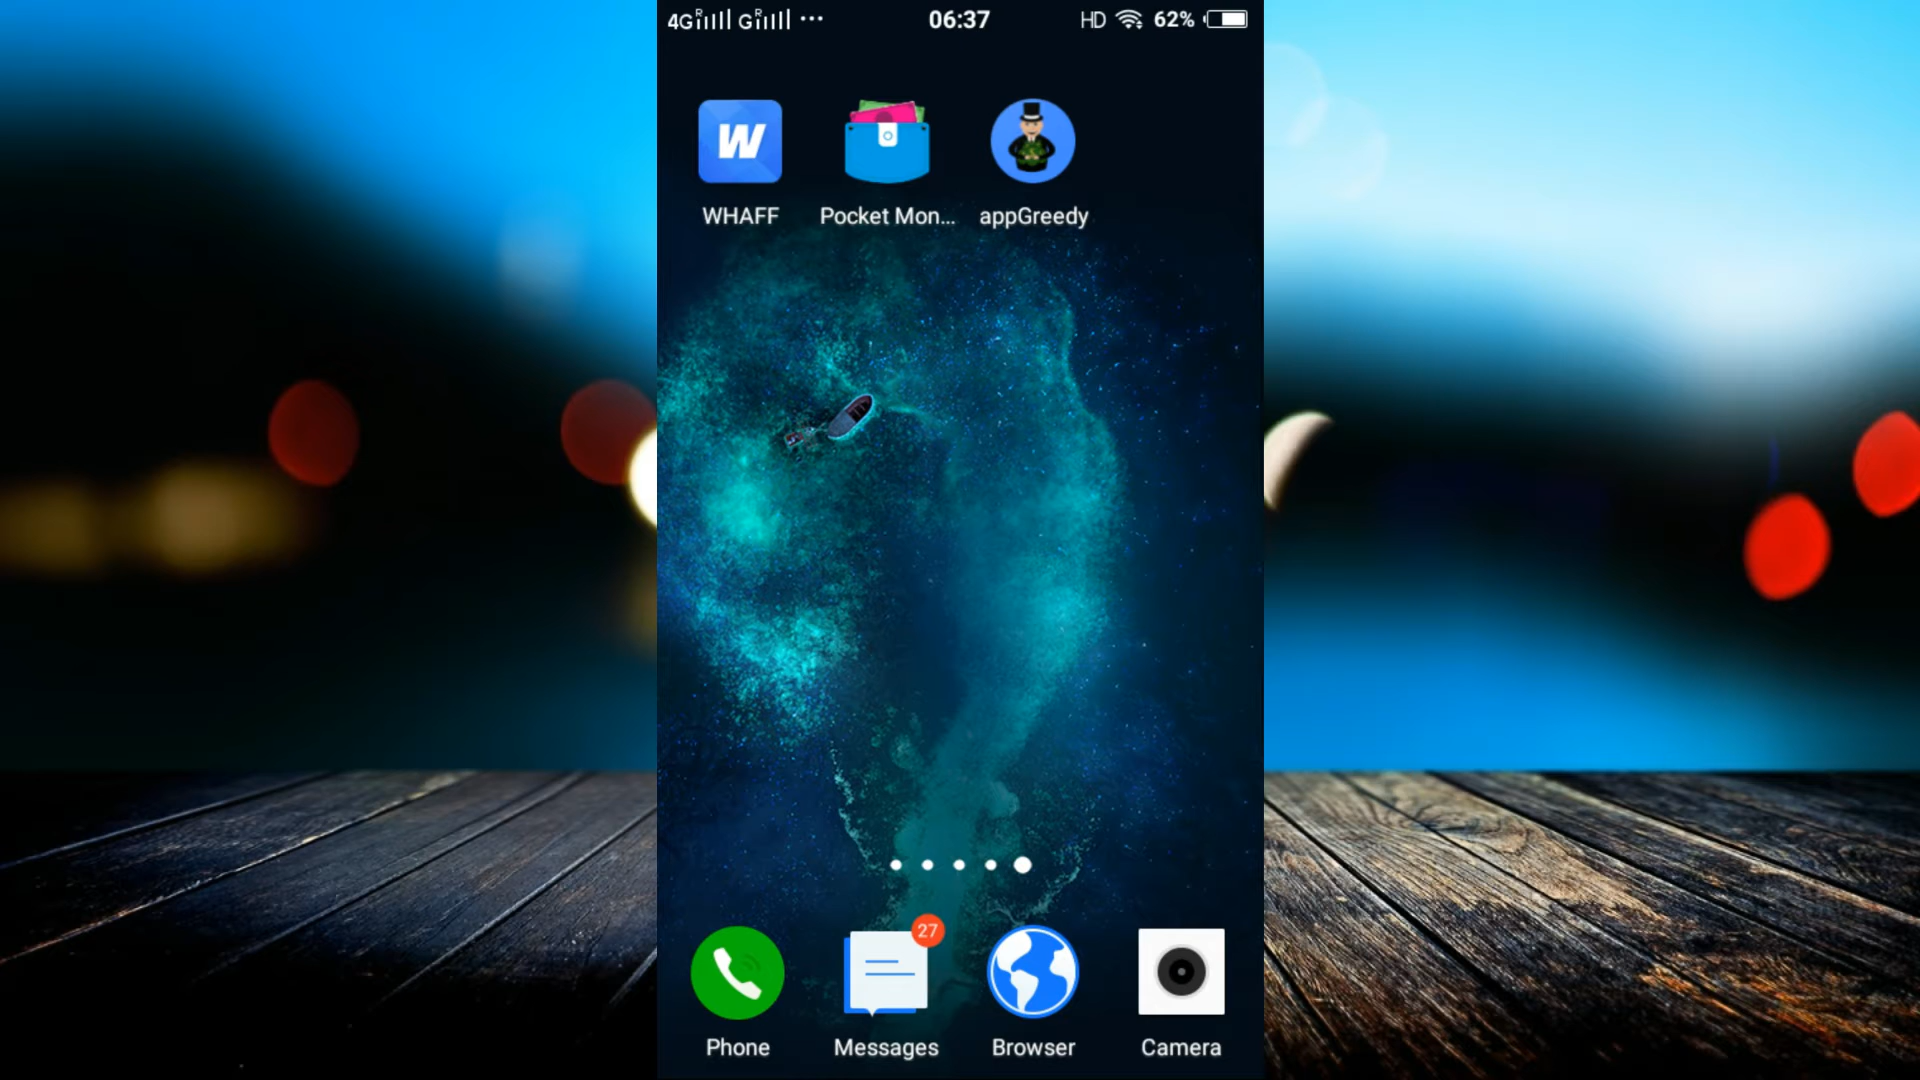 4G R G R ... 06:37 HD 62%
W
WHAFF Pocket Mon... appGreedy
27
Phone Messages Browser Camera